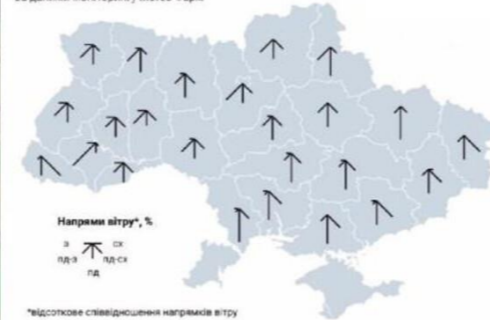 Напрями вітру*, %
з сх
пд-з пд-сх
пд
*відсоткове співвідношення напрямків вітру